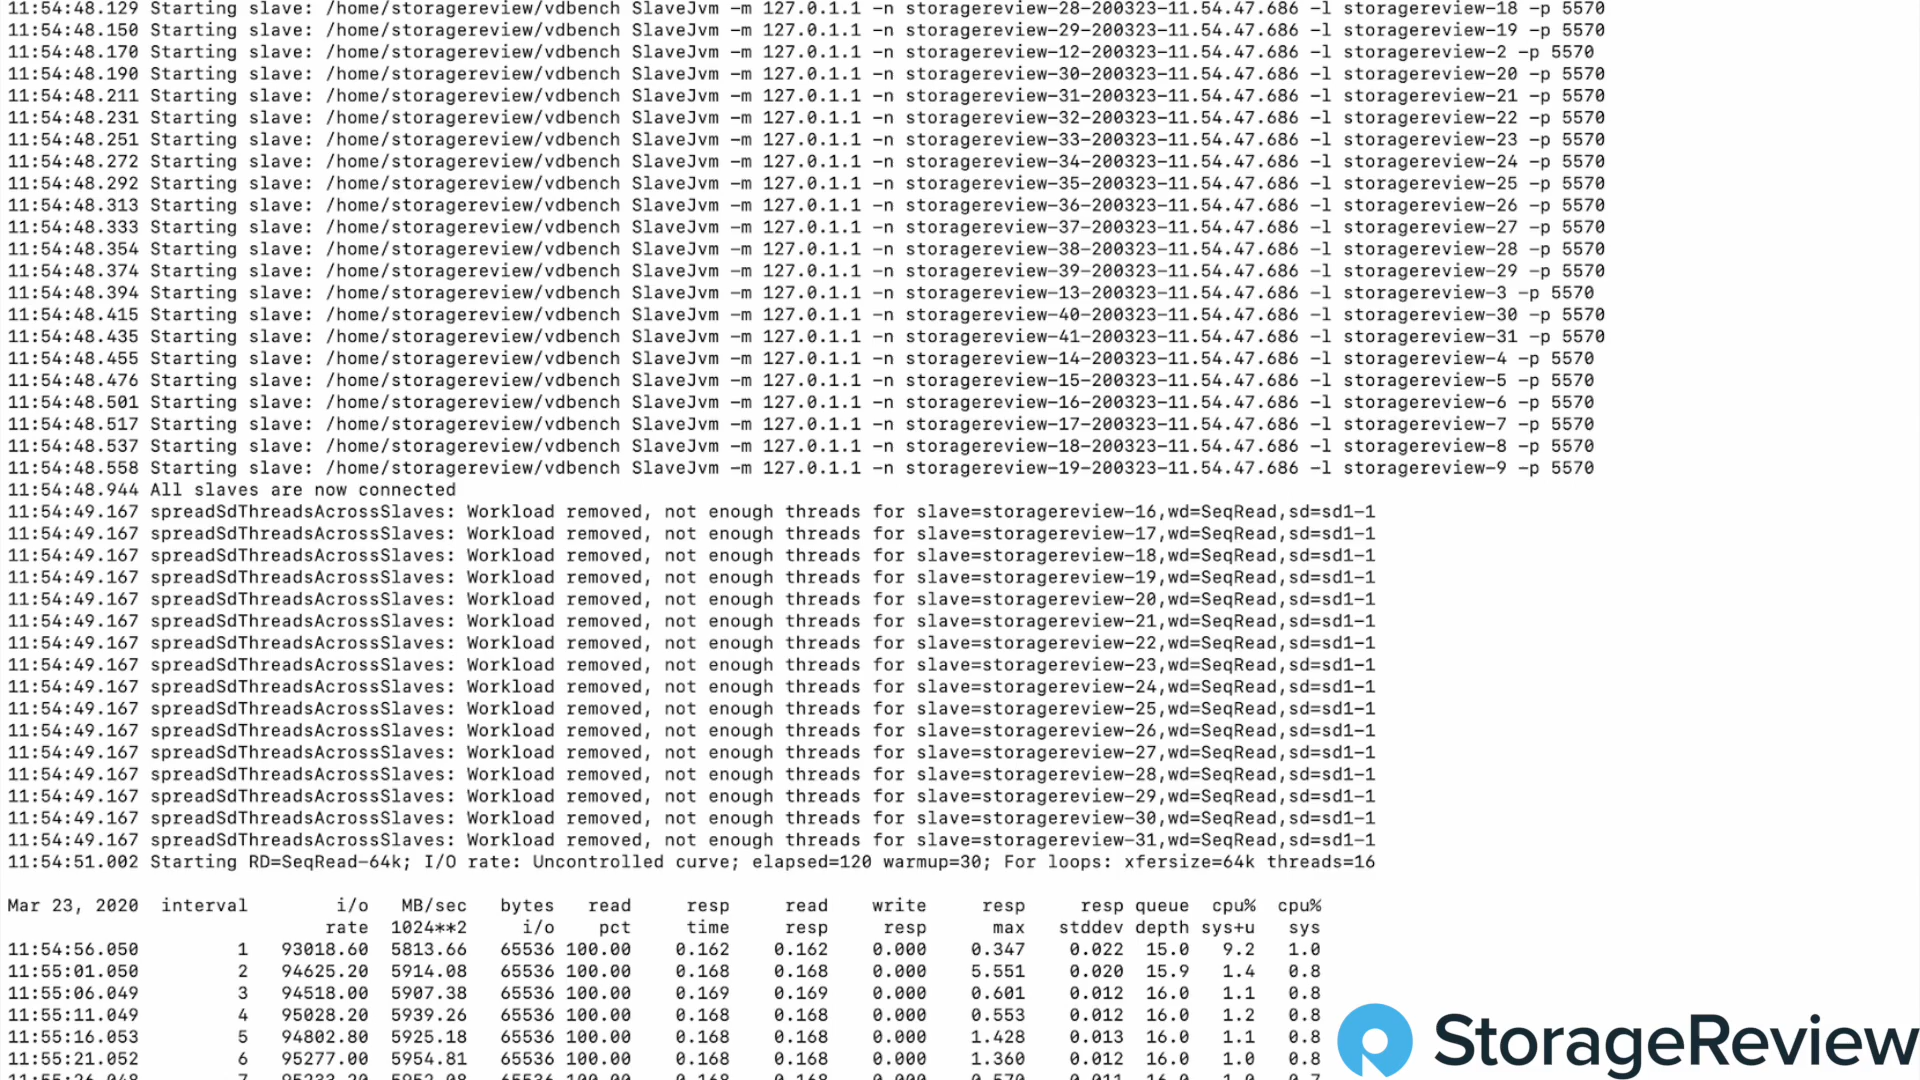 11:54:48.129 Starting slave: /home/storagereview/vdbench SlaveJvm -m 127.0.1.1 -n storagereview-28-200323-11.54.47.686 -l storagereview-18 -p 5570
11:54:48.150 Starting slave: /home/storagereview/vdbench SlaveJvm -m 127.0.1.1 -n storagereview-29-200323-11.54.47.686 -l storagereview-19 -p 5570
11:54:48.170 Starting slave: /home/storagereview/vdbench SlaveJvm -m 127.0.1.1 -n storagereview-12-200323-11.54.47.686 -l storagereview-2 -p 5570
11:54:48.190 Starting slave: /home/storagereview/vdbench SlaveJvm -m 127.0.1.1 -n storagereview-30-200323-11.54.47.686 -l storagereview-20 -p 5570
11:54:48.211 Starting slave: /home/storagereview/vdbench SlaveJvm -m 127.0.1.1 -n storagereview-31-200323-11.54.47.686 -l storagereview-21 -p 5570
11:54:48.231 Starting slave: /home/storagereview/vdbench SlaveJvm -m 127.0.1.1 -n storagereview-32-200323-11.54.47.686 -l storagereview-22 -p 5570
11:54:48.251 Starting slave: /home/storagereview/vdbench SlaveJvm -m 127.0.1.1 -n storagereview-33-200323-11.54.47.686 -l storagereview-23 -p 5570
11:54:48.272 Starting slave: /home/storagereview/vdbench SlaveJvm -m 127.0.1.1 -n storagereview-34-200323-11.54.47.686 -l storagereview-24 -p 5570
11:54:48.292 Starting slave: /home/storagereview/vdbench SlaveJvm -m 127.0.1.1 -n storagereview-35-200323-11.54.47.686 -l storagereview-25 -p 5570
11:54:48.313 Starting slave: /home/storagereview/vdbench SlaveJvm -m 127.0.1.1 -n storagereview-36-200323-11.54.47.686 -l storagereview-26 -p 5570
11:54:48.333 Starting slave: /home/storagereview/vdbench SlaveJvm -m 127.0.1.1 -n storagereview-37-200323-11.54.47.686 -l storagereview-27 -p 5570
11:54:48.354 Starting slave: /home/storagereview/vdbench SlaveJvm -m 127.0.1.1 -n storagereview-38-200323-11.54.47.686 -l storagereview-28 -p 5570
11:54:48.374 Starting slave: /home/storagereview/vdbench SlaveJvm -m 127.0.1.1 -n storagereview-39-200323-11.54.47.686 -l storagereview-29 -p 5570
11:54:48.394 Starting slave: /home/storagereview/vdbench SlaveJvm -m 127.0.1.1 -n storagereview-13-200323-11.54.47.686 -l storagereview-3 -p 5570
11:54:48.415 Starting slave: /home/storagereview/vdbench SlaveJvm -m 127.0.1.1 -n storagereview-40-200323-11.54.47.686 -l storagereview-30 -p 5570
11:54:48.435 Starting slave: /home/storagereview/vdbench SlaveJvm -m 127.0.1.1 -n storagereview-41-200323-11.54.47.686 -l storagereview-31 -p 5570
11:54:48.455 Starting slave: /home/storagereview/vdbench SlaveJvm -m 127.0.1.1 -n storagereview-14-200323-11.54.47.686 -l storagereview-4 -p 5570
11:54:48.476 Starting slave: /home/storagereview/vdbench SlaveJvm -m 127.0.1.1 -n storagereview-15-200323-11.54.47.686 -l storagereview-5 -p 5570
11:54:48.501 Starting slave: /home/storagereview/vdbench SlaveJvm -m 127.0.1.1 -n storagereview-16-200323-11.54.47.686 -l storagereview-6 -p 5570
11:54:48.517 Starting slave: /home/storagereview/vdbench SlaveJvm -m 127.0.1.1 -n storagereview-17-200323-11.54.47.686 -l storagereview-7 -p 5570
11:54:48.537 Starting slave: /home/storagereview/vdbench SlaveJvm -m 127.0.1.1 -n storagereview-18-200323-11.54.47.686 -l storagereview-8 -p 5570
11:54:48.558 Starting slave: /home/storagereview/vdbench SlaveJvm -m 127.0.1.1 -n storagereview-19-200323-11.54.47.686 -l storagereview-9 -p 5570
11:54:48.944 All slaves are now connected
11:54:49.167 spreadSdThreadsAcrossSlaves: Workload removed, not enough threads for slave=storagereview-16,wd=SeqRead,sd=sd1-1
11:54:49.167 spreadSdThreadsAcrossSlaves: Workload removed, not enough threads for slave=storagereview-17,wd=SeqRead,sd=sd1-1
11:54:49.167 spreadSdThreadsAcrossSlaves: Workload removed, not enough threads for slave=storagereview-18,wd=SeqRead,sd=sd1-1
11:54:49.167 spreadSdThreadsAcrossSlaves: Workload removed, not enough threads for slave=storagereview-19,wd=SeqRead,sd=sd1-1
11:54:49.167 spreadSdThreadsAcrossSlaves: Workload removed, not enough threads for slave=storagereview-20,wd=SeqRead,sd=sd1-1
11:54:49.167 spreadSdThreadsAcrossSlaves: Workload removed, not enough threads for slave=storagereview-21,wd=SeqRead,sd=sd1-1
11:54:49.167 spreadSdThreadsAcrossSlaves: Workload removed, not enough threads for slave=storagereview-22,wd=SeqRead,sd=sd1-1
11:54:49.167 spreadSdThreadsAcrossSlaves: Workload removed, not enough threads for slave=storagereview-23,wd=SeqRead,sd=sd1-1
11:54:49.167 spreadSdThreadsAcrossSlaves: Workload removed, not enough threads for slave=storagereview-24,wd=SeqRead,sd=sd1-1
11:54:49.167 spreadSdThreadsAcrossSlaves: Workload removed, not enough threads for slave=storagereview-25,wd=SeqRead,sd=sd1-1
11:54:49.167 spreadSdThreadsAcrossSlaves: Workload removed, not enough threads for slave=storagereview-26,wd=SeqRead,sd=sd1-1
11:54:49.167 spreadSdThreadsAcrossSlaves: Workload removed, not enough threads for slave=storagereview-27,wd=SeqRead,sd=sd1-1
11:54:49.167 spreadSdThreadsAcrossSlaves: Workload removed, not enough threads for slave=storagereview-28,wd=SeqRead,sd=sd1-1
11:54:49.167 spreadSdThreadsAcrossSlaves: Workload removed, not enough threads for slave=storagereview-29,wd=SeqRead,sd=sd1-1
11:54:49.167 spreadSdThreadsAcrossSlaves: Workload removed, not enough threads for slave=storagereview-30,wd=SeqRead,sd=sd1-1
11:54:49.167 spreadSdThreadsAcrossSlaves: Workload removed, not enough threads for slave=storagereview-31,wd=SeqRead,sd=sd1-1
11:54:51.002 Starting RD=SeqRead-64k; I/O rate: Uncontrolled curve; elapsed=120 warmup=30; For loops: xfersize=64k threads=16
Mar 23, 2020 interval i/o MB/sec bytes read resp read write resp resp queue cpu% cpu%
rate 1024**2 i/o pct time resp resp max stddev depth sys+u sys
11:54:56.050 1 93018.60 5813.66 65536 100.00 0.162 0.162 0.000 0.347 0.022 15.0 9.2 1.0
11:55:01.050 2 94625.20 5914.08 65536 100.00 0.168 0.168 0.000 5.551 0.020 15.9 1.4 0.8
11:55:06.049 3 94518.00 5907.38 65536 100.00 0.169 0.169 0.000 0.601 0.012 16.0 1.1 0.8
11:55:11.049 4 95028.20 5939.26 65536 100.00 0.168 0.168 0.000 0.553 0.012 16.0 1.2 0.8
11:55:16.053 5 94802.80 5925.18 65536 100.00 0.168 0.168 0.000 1.428 0.013 16.0 1.1 0.8
11:55:21.052 6 95277.00 5954.81 65536 100.00 0.168 0.168 0.000 1.360 0.012 16.0 1.0 0.8
StorageReview